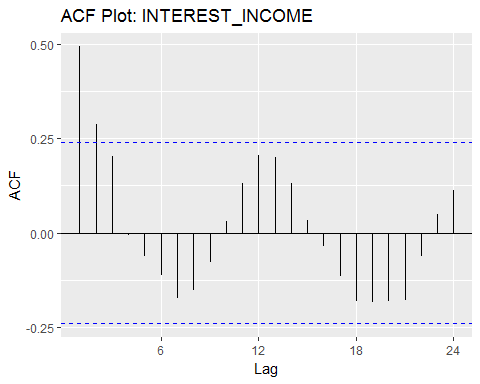 ACF Plot: INTEREST_INCOME
0.50
0.25
0.00
-0.25
ACF
6 12 18 24
Lag